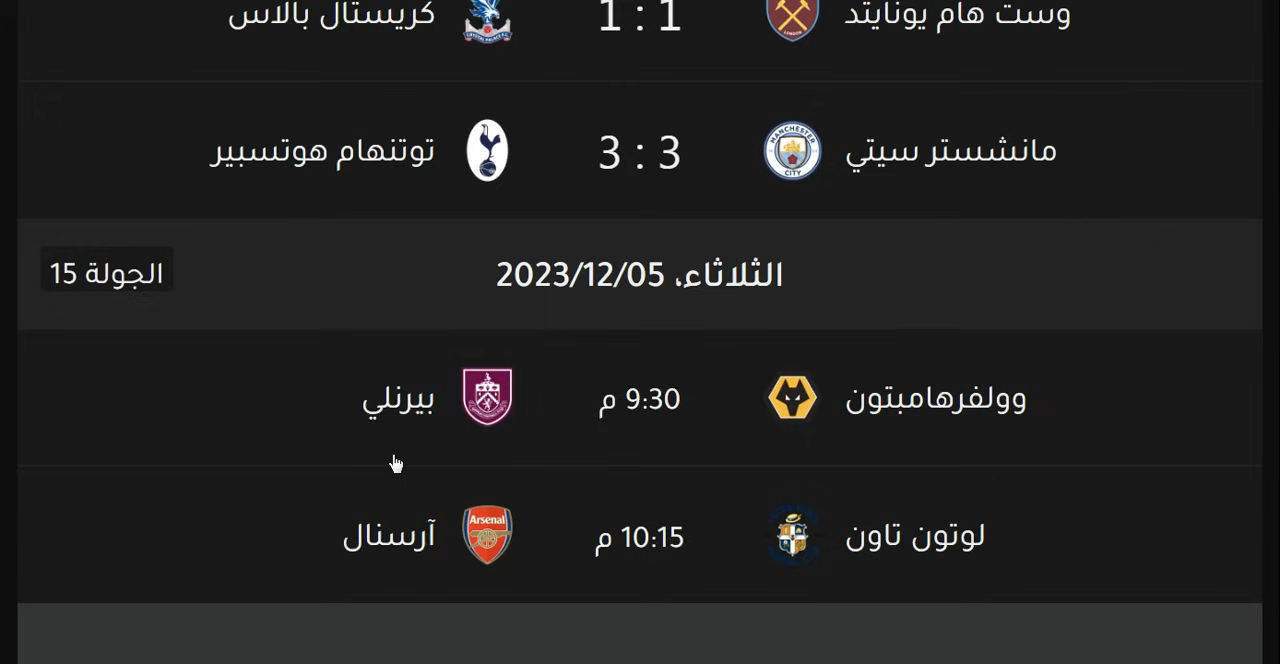 وست هام يونايتد 1 : 1 كريستال بالاس
مانشستر سيتي 3 : 3 توتنهام هوتسبير
الثلاثاء، 2023/12/05 الجولة 15
وولفرهامبتون 9:30 م بيرنلي
لوتون تاون 10:15 م آرسنال